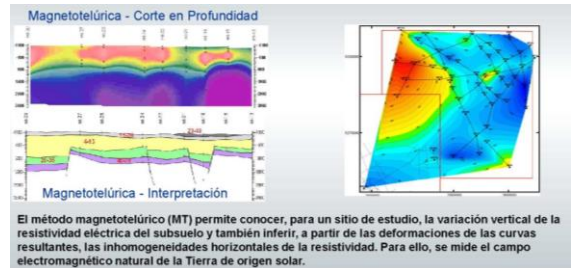 Magnetotelúrica - Corte en Profundidad
Magnetotelúrica - Interpretación
El método magnetotelúrico (MT) permite conocer, para un sitio de estudio, la variación vertical de la
resistividad eléctrica del subsuelo y también inferir, a partir de las deformaciones de las curvas
resultantes, las inhomogeneidades horizontales de la resistividad. Para ello, se mide el campo
electromagnético natural de la Tierra de origen solar.